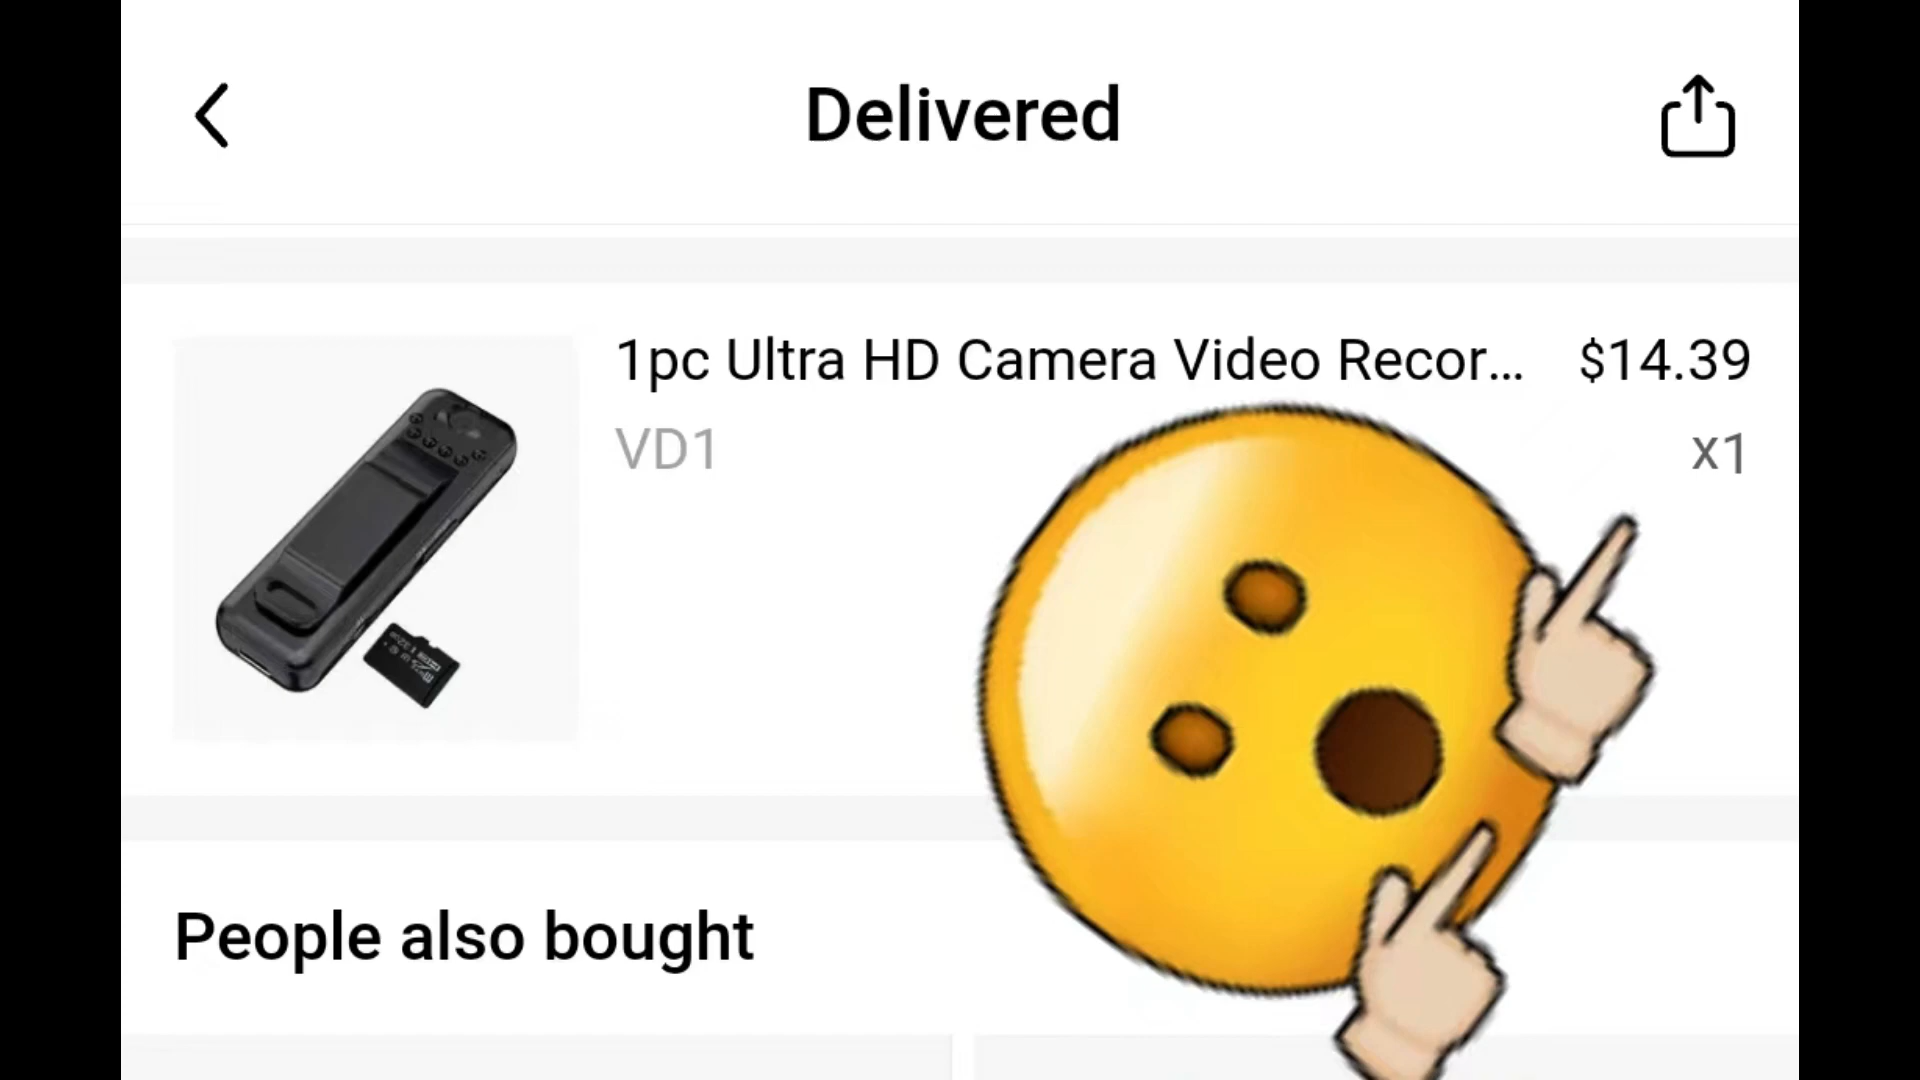 Delivered
1pc Ultra HD Camera Video Recor... $14.39
VD1 x1
People also bought